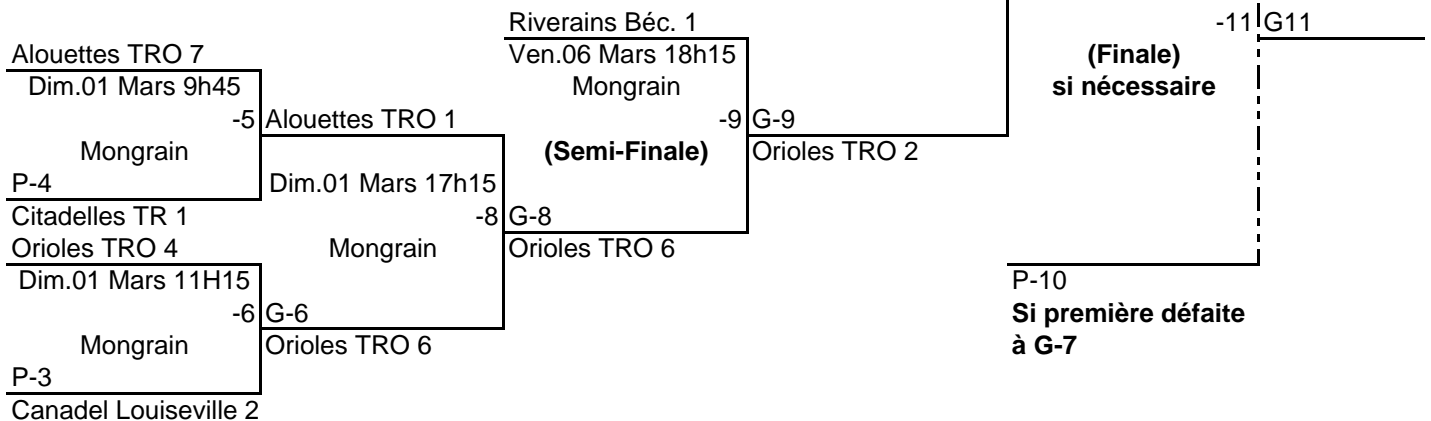 Riverains Béc. 1
-11 G11
Alouettes TRO 7
Ven.06 Mars 18h15
(Finale)
Dim.01 Mars 9h45
Mongrain
si nécessaire
-5 Alouettes TRO 1
-9 G-9
Mongrain
(Semi-Finale)
Orioles TRO 2
P-4
Dim.01 Mars 17h15
Citadelles TR 1
-8 G-8
Orioles TRO 4
Mongrain
Orioles TRO 6
Dim.01 Mars 11H15
P-10
-6 G-6
Si première défaite
Mongrain
Orioles TRO 6
à G-7
P-3
Canadel Louiseville 2